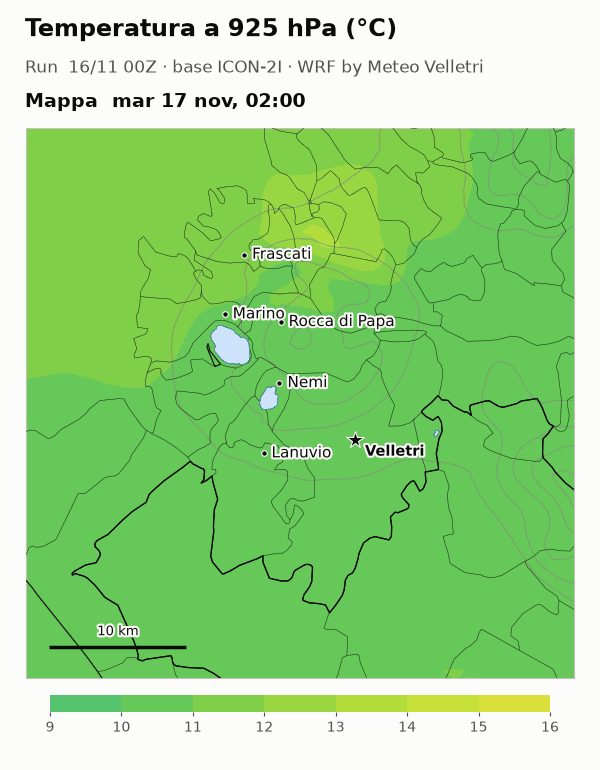 Temperatura a 925 hPa (°C)
Run  16/11 00Z · base ICON-2I · WRF by Meteo Velletri
Mappa  mar 17 nov, 02:00
Frascati
Marino
Rocca di Papa
Nemi
Velletri
Lanuvio
10 km
9 10 11 12 13 14 15 16